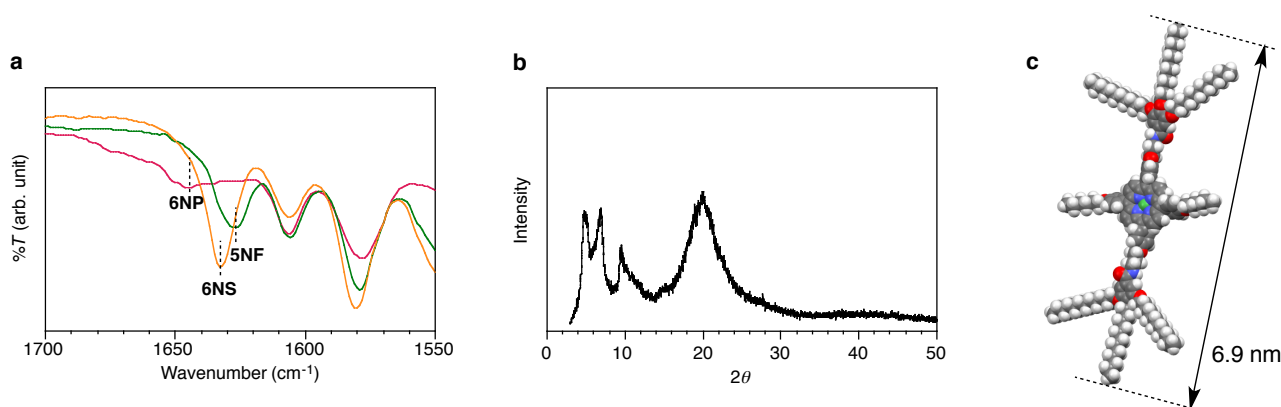 a
%T (arb. unit)
6NP
5NF
6NS
1700 1650 1600 1550
Wavenumber (cm⁻¹)
b
Intensity
0 10 20 30 40 50
2θ
c
6.9 nm